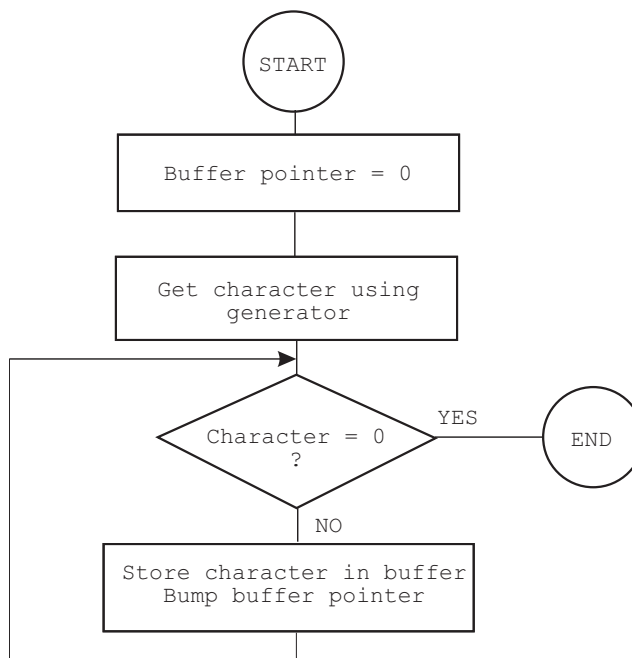 START
Buffer pointer = 0
Get character using
generator
Character = 0
?
YES
END
NO
Store character in buffer
Bump buffer pointer